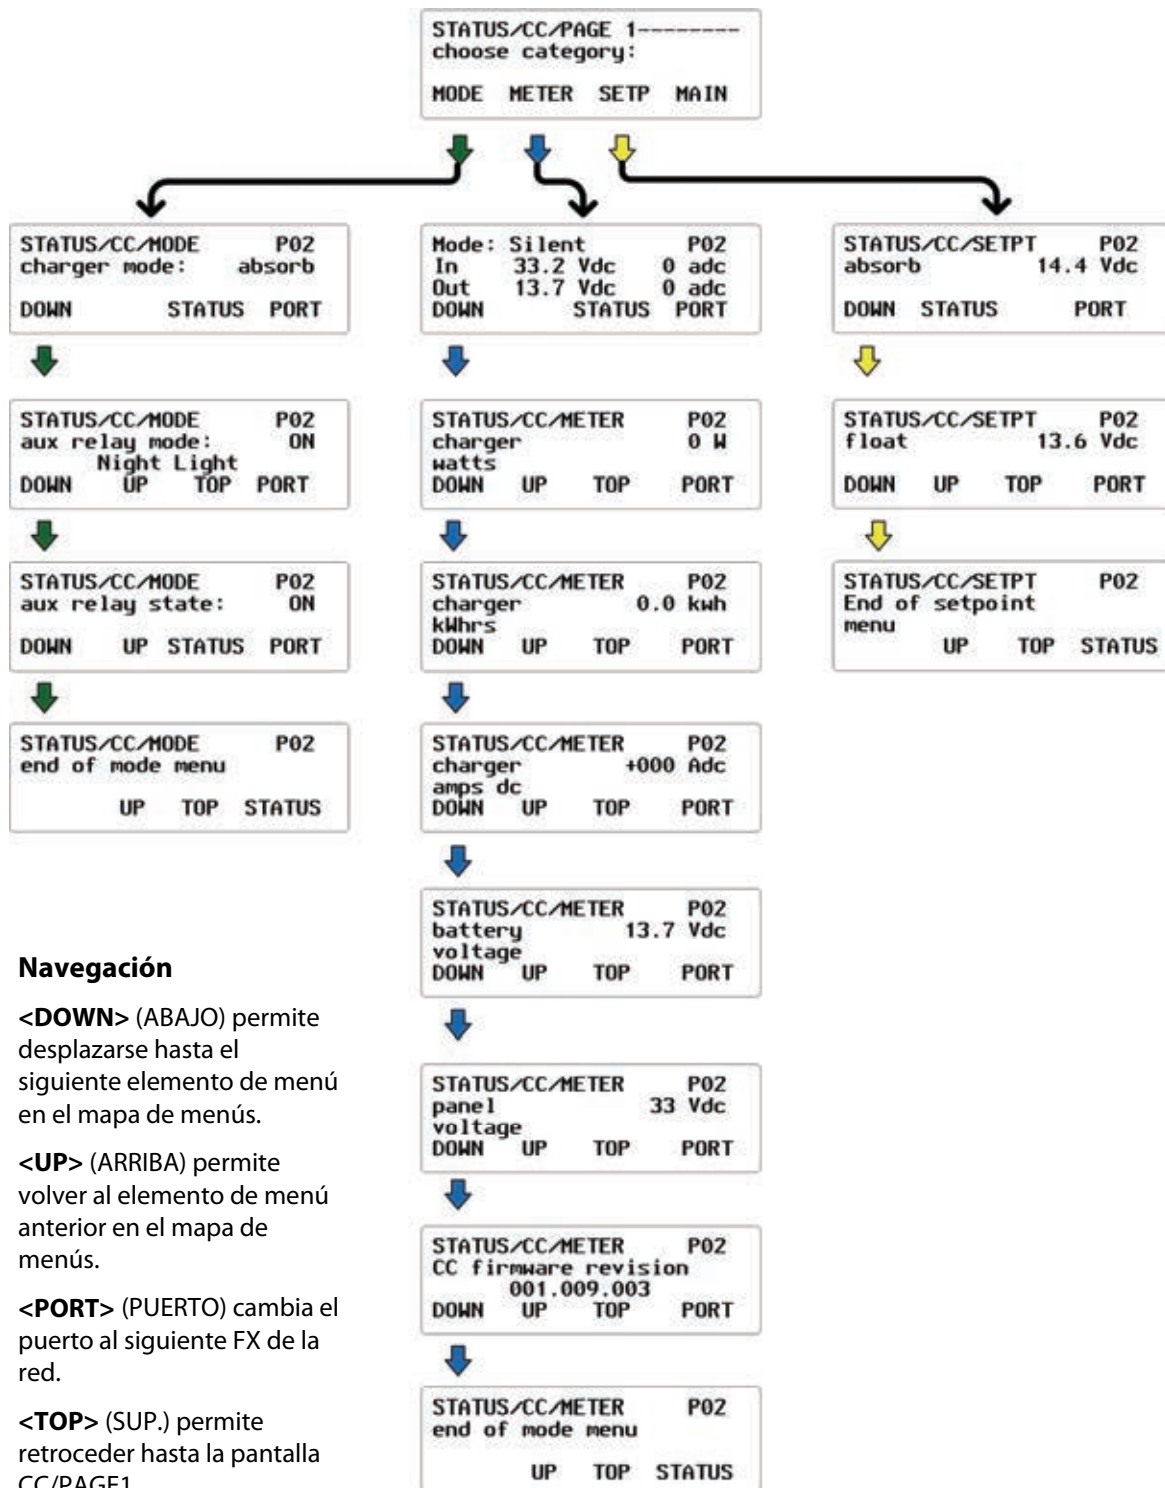 STATUS/CC/PAGE 1--------
choose category:
MODE METER SETP MAIN
STATUS/CC/MODE P02
charger mode: absorb
DOWN STATUS PORT
STATUS/CC/MODE P02
aux relay mode: ON
Night Light
DOWN UP TOP PORT
STATUS/CC/MODE P02
aux relay state: ON
DOWN UP STATUS PORT
STATUS/CC/MODE P02
end of mode menu
UP TOP STATUS
Mode: Silent P02
In 33.2 Vdc 0 adc
Out 13.7 Vdc 0 adc
DOWN STATUS PORT
STATUS/CC/METER P02
charger 0 W
watts
DOWN UP TOP PORT
STATUS/CC/METER P02
charger 0.0 kwh
kWhrs
DOWN UP TOP PORT
STATUS/CC/METER P02
charger +000 Adc
amps dc
DOWN UP TOP PORT
STATUS/CC/METER P02
battery 13.7 Vdc
voltage
DOWN UP TOP PORT
STATUS/CC/METER P02
panel 33 Vdc
voltage
DOWN UP TOP PORT
STATUS/CC/METER P02
CC firmware revision
001.009.003
DOWN UP TOP PORT
STATUS/CC/METER P02
end of mode menu
UP TOP STATUS
STATUS/CC/SETPT P02
absorb 14.4 Vdc
DOWN STATUS PORT
STATUS/CC/SETPT P02
float 13.6 Vdc
DOWN UP TOP PORT
STATUS/CC/SETPT P02
End of setpoint
menu
UP TOP STATUS
Navegación
<DOWN> (ABAJO) permite
desplazarse hasta el
siguiente elemento de menú
en el mapa de menús.
<UP> (ARRIBA) permite
volver al elemento de menú
anterior en el mapa de
menús.
<PORT> (PUERTO) cambia el
puerto al siguiente FX de la
red.
<TOP> (SUP.) permite
retroceder hasta la pantalla
CC/PAGE1